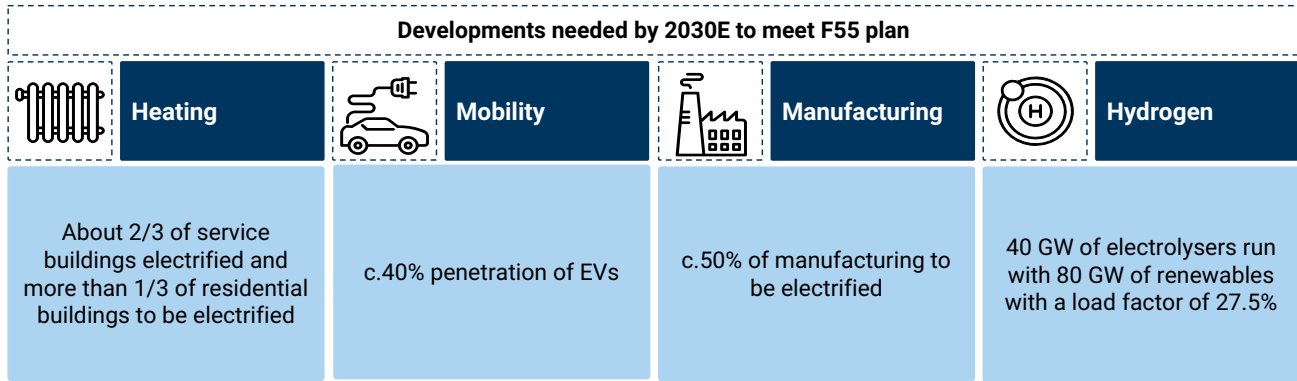 Developments needed by 2030E to meet F55 plan
Heating
Mobility
Manufacturing
H
Hydrogen
About 2/3 of service
buildings electrified and
more than 1/3 of residential
buildings to be electrified
c.40% penetration of EVs
c.50% of manufacturing to
be electrified
40 GW of electrolysers run
with 80 GW of renewables
with a load factor of 27.5%